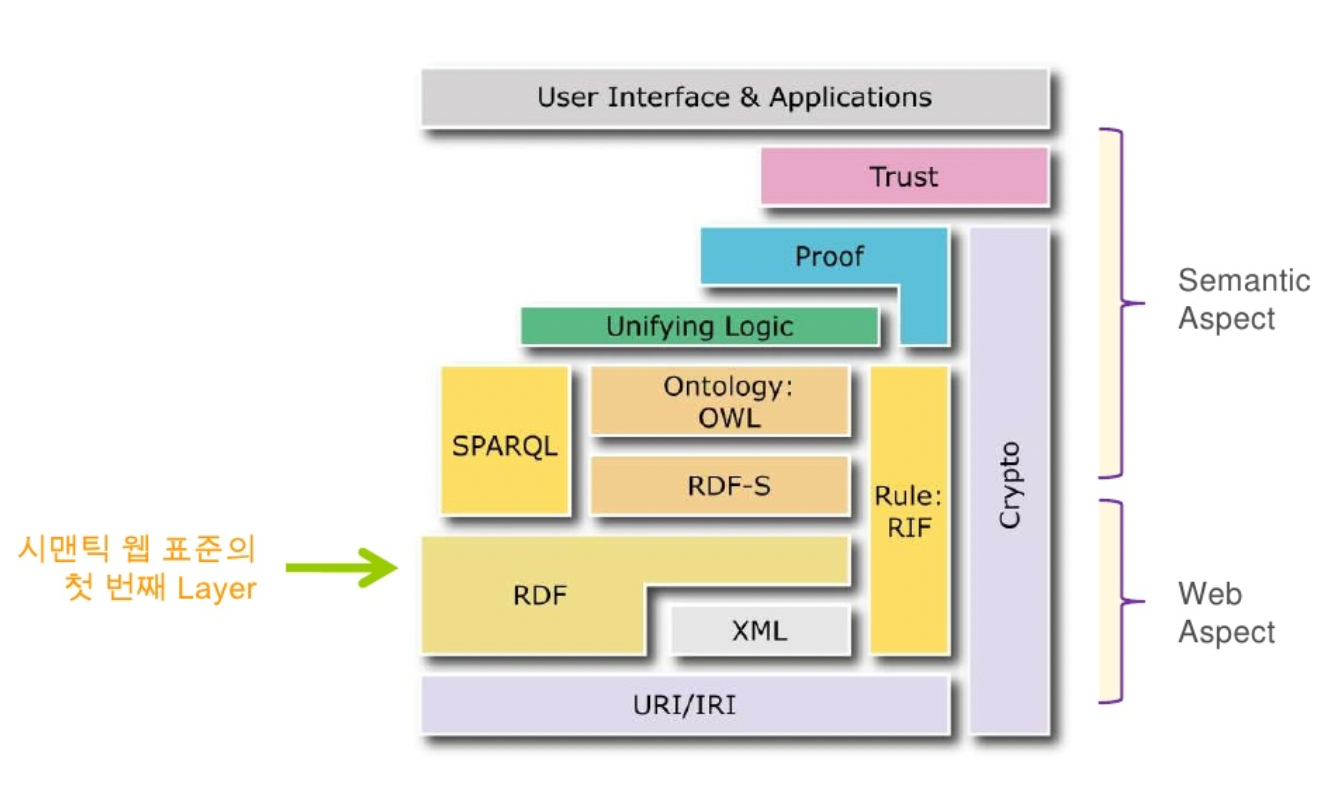 User Interface & Applications
Trust
Proof
Unifying Logic
Ontology:
OWL
SPARQL
RDF-S
Rule:
RIF
Crypto
RDF
XML
URI/IRI
시맨틱 웹 표준의
첫 번째 Layer
Semantic
Aspect
Web
Aspect